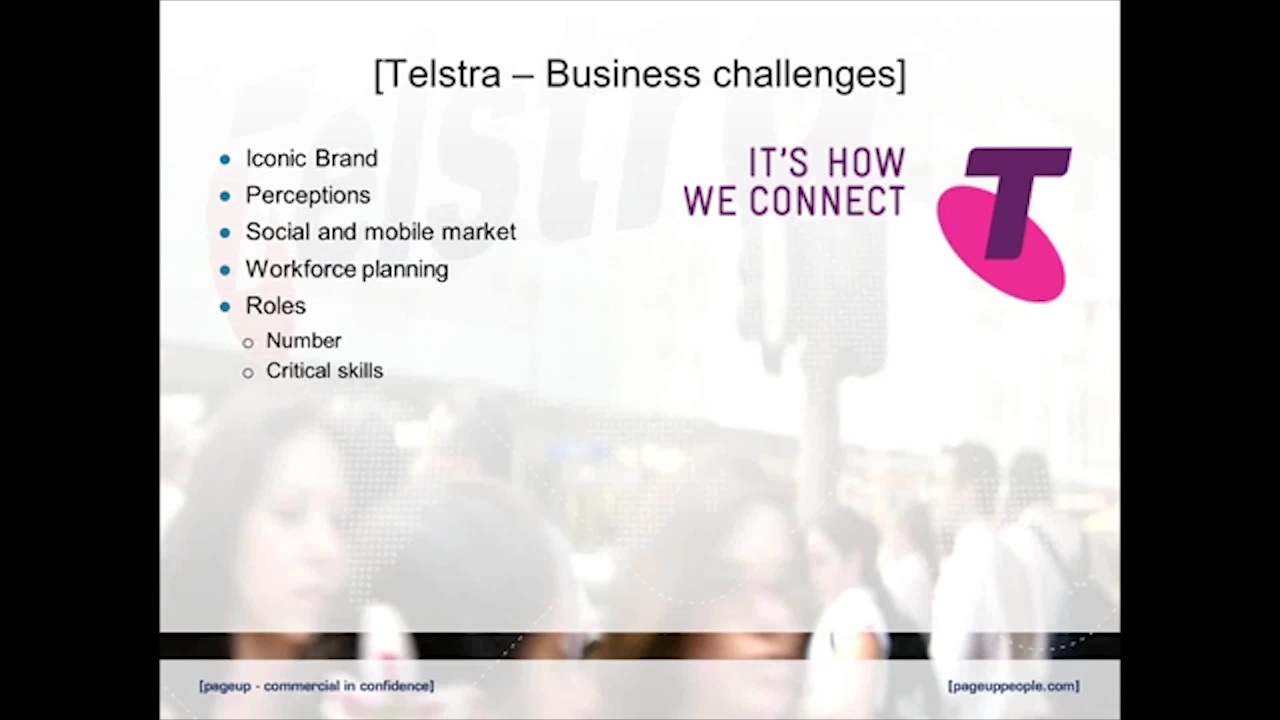 [Telstra – Business challenges]
Iconic Brand
Perceptions
Social and mobile market
Workforce planning
Roles
Number
Critical skills
IT'S HOW
WE CONNECT
T
Telstra
[pageup - commercial in confidence]
[pageuppeople.com]